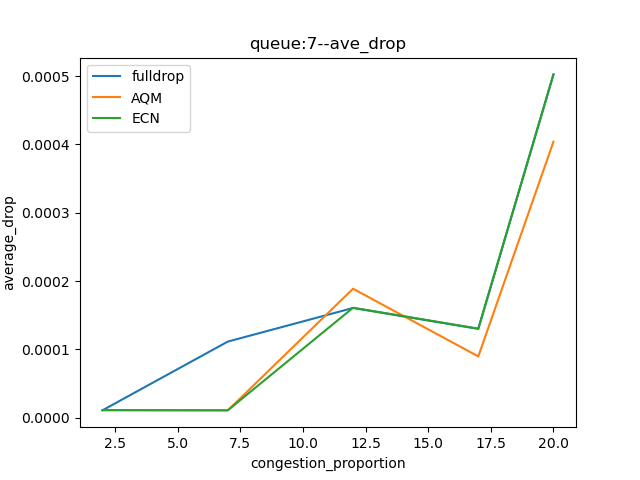 queue:7--ave_drop
fulldrop
AQM
ECN
average_drop
0.0005
0.0004
0.0003
0.0002
0.0001
0.0000
2.5 5.0 7.5 10.0 12.5 15.0 17.5 20.0
congestion_proportion